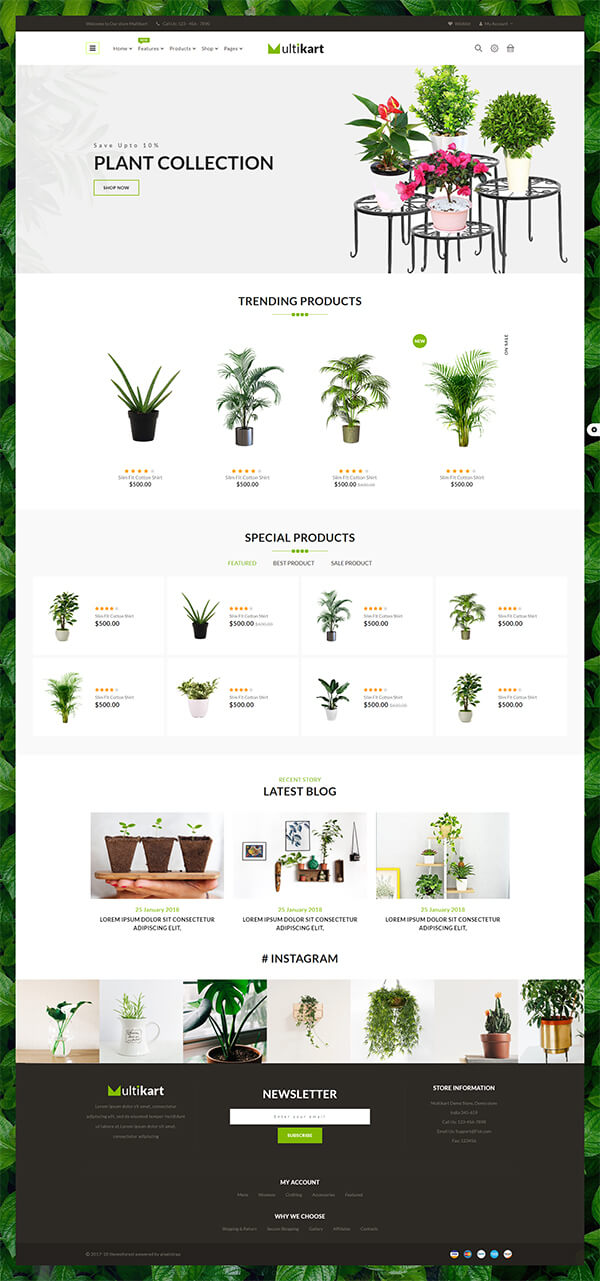 Welcome to Our store Multikart
Call Us: 123 - 456 - 7890
Wishlist
My Account
NEW
Home
Features
Products
Shop
Pages
ultikart
Save Upto 10%
PLANT COLLECTION
SHOP NOW
TRENDING PRODUCTS
NEW
ON SALE
Slim Fit Cotton Shirt
$500.00
Slim Fit Cotton Shirt
$500.00
Slim Fit Cotton Shirt
$500.00 $600.00
Slim Fit Cotton Shirt
$500.00
SPECIAL PRODUCTS
FEATURED
BEST PRODUCT
SALE PRODUCT
Slim Fit Cotton Shirt
$500.00
Slim Fit Cotton Shirt
$500.00 $600.00
Slim Fit Cotton Shirt
$500.00
Slim Fit Cotton Shirt
$500.00
Slim Fit Cotton Shirt
$500.00
Slim Fit Cotton Shirt
$500.00
Slim Fit Cotton Shirt
$500.00 $600.00
Slim Fit Cotton Shirt
$500.00
RECENT STORY
LATEST BLOG
25 January 2018
LOREM IPSUM DOLOR SIT CONSECTETUR
ADIPISCING ELIT,
25 January 2018
LOREM IPSUM DOLOR SIT CONSECTETUR
ADIPISCING ELIT,
25 January 2018
LOREM IPSUM DOLOR SIT CONSECTETUR
ADIPISCING ELIT,
# INSTAGRAM
ultikart
Lorem ipsum dolor sit amet, consectetur
adipiscing elit, sed do eiusmod tempor incididunt
ut labore et Lorem ipsum dolor sit amet,
consectetur adipiscing
NEWSLETTER
Enter your email
SUBSCRIBE
STORE INFORMATION
Multikart Demo Store, Demo store
India 345-659
Call Us: 123-456-7898
Email Us: Support@Fiot.com
Fax: 123456
MY ACCOUNT
Mens
Womens
Clothing
Accessories
Featured
WHY WE CHOOSE
Shipping & Return
Secure Shopping
Gallery
Affiliates
Contacts
© 2017-18 themeforest powered by pixelstrap